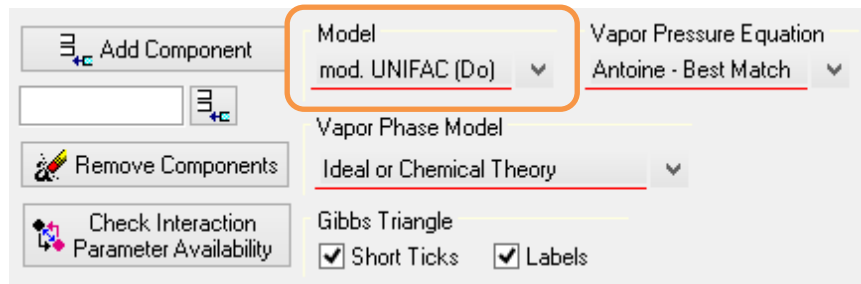 Add Component
Model
mod. UNIFAC (Do)
Vapor Pressure Equation
Antoine - Best Match
Vapor Phase Model
Ideal or Chemical Theory
Remove Components
Check Interaction
Parameter Availability
Gibbs Triangle
Short Ticks
Labels